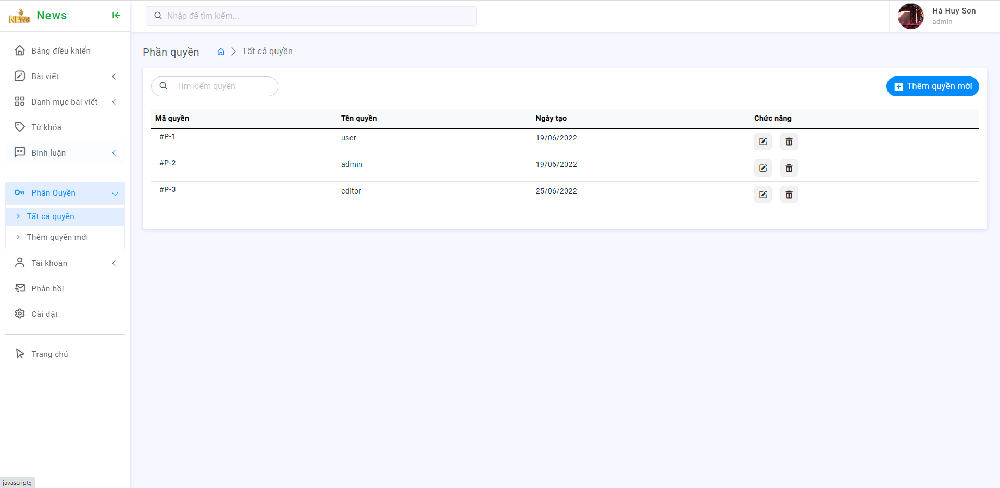 NEWS
News
Nhập để tìm kiếm...
Hà Huy Sơn
admin
Bảng điều khiển
Bài viết
Danh mục bài viết
Từ khóa
Bình luận
Phân Quyền
Tất cả quyền
Thêm quyền mới
Tài khoản
Phản hồi
Cài đặt
Trang chủ
Phần quyền
Tất cả quyền
Tìm kiếm quyền
Thêm quyền mới
Mã quyền Tên quyền Ngày tạo Chức năng
#P-1 user 19/06/2022
#P-2 admin 19/06/2022
#P-3 editor 25/06/2022
javascript:;